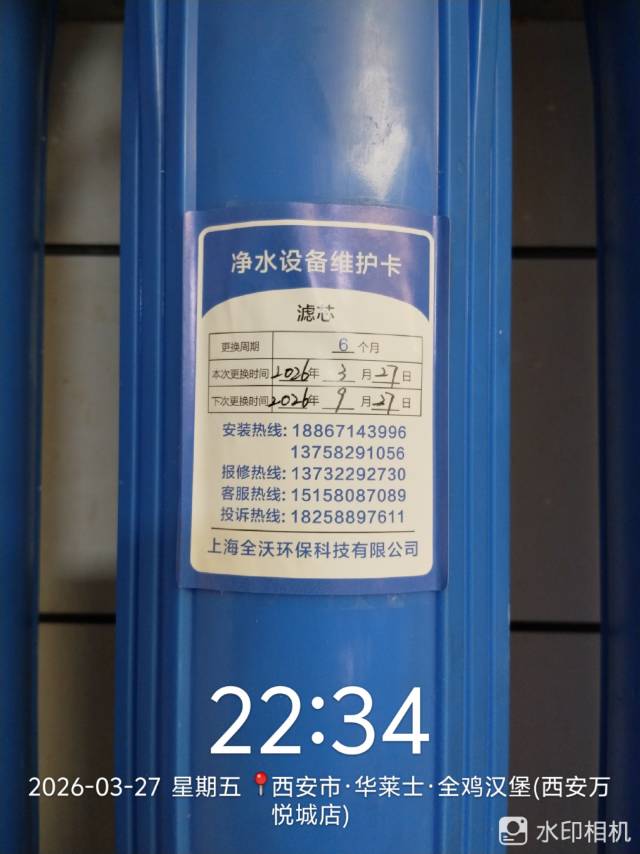 净水设备维护卡
滤芯
更换周期 6 个月
本次更换时间 2026年 3 月 27 日
下次更换时间 2026年 9 月 27 日
安装热线: 18867143996
13758291056
报修热线: 13732292730
客服热线: 15158087089
投诉热线: 18258897611
上海全沃环保科技有限公司
22:34
2026-03-27 星期五 西安市·华莱士·全鸡汉堡(西安万
悦城店)
水印相机